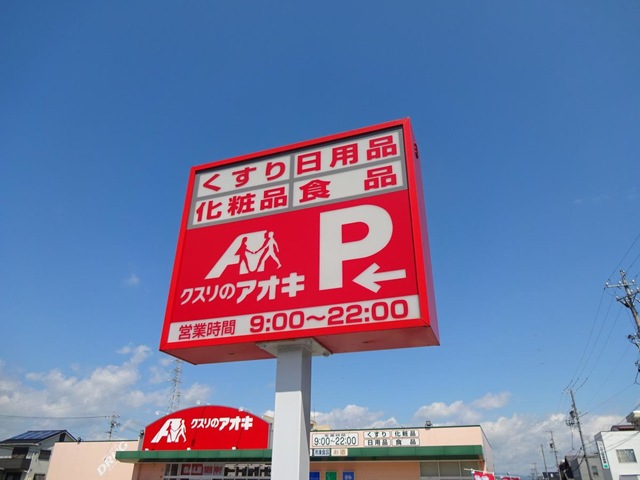 くすり 日用品
化粧品 食品
P
クスリのアオキ
営業時間 9:00～22:00
クスリのアオキ
9:00～22:00
くすり 化粧品
日用品 食品